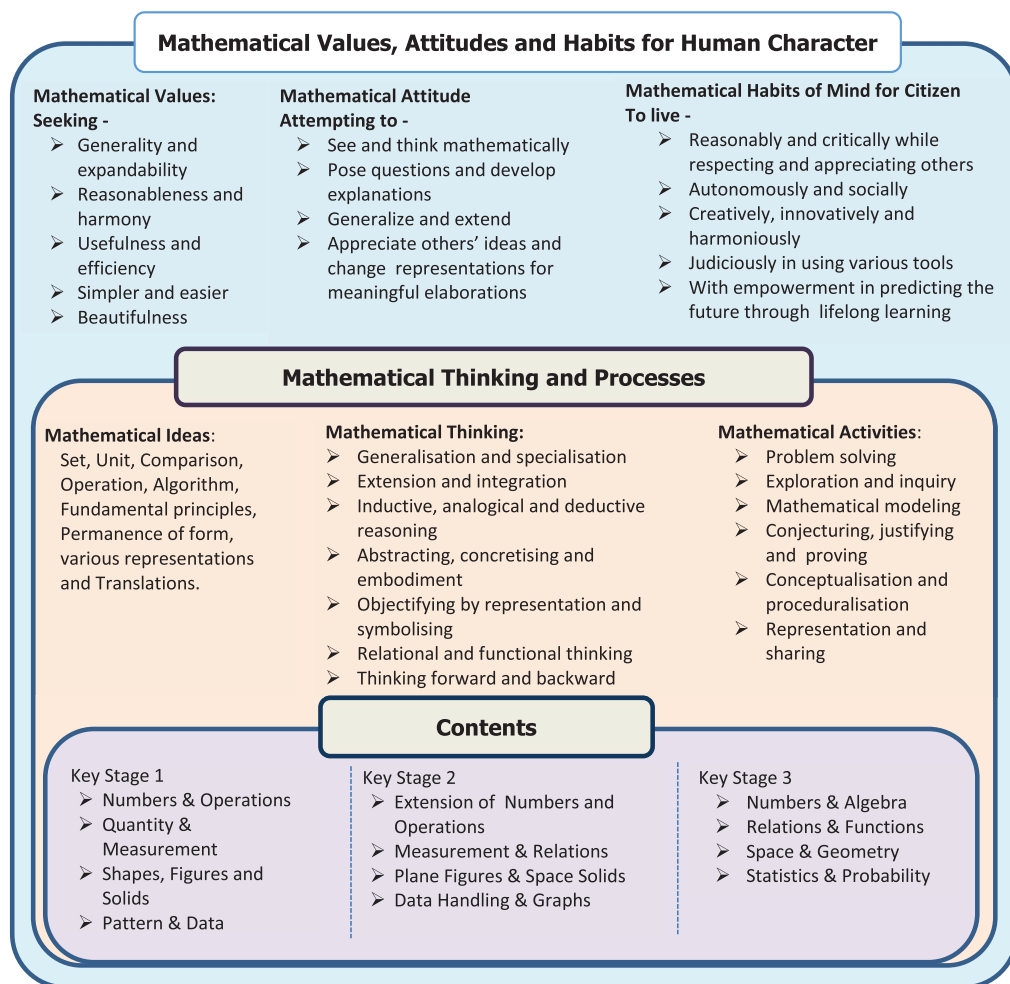 Mathematical Values, Attitudes and Habits for Human Character
Mathematical Values:
Seeking -
➢ Generality and
expandability
➢ Reasonableness and
harmony
➢ Usefulness and
efficiency
➢ Simpler and easier
➢ Beautifulness
Mathematical Attitude
Attempting to -
➢ See and think mathematically
➢ Pose questions and develop
explanations
➢ Generalize and extend
➢ Appreciate others’ ideas and
change representations for
meaningful elaborations
Mathematical Habits of Mind for Citizen
To live -
➢ Reasonably and critically while
respecting and appreciating others
➢ Autonomously and socially
➢ Creatively, innovatively and
harmoniously
➢ Judiciously in using various tools
➢ With empowerment in predicting the
future through lifelong learning
Mathematical Thinking and Processes
Mathematical Ideas:
Set, Unit, Comparison,
Operation, Algorithm,
Fundamental principles,
Permanence of form,
various representations
and Translations.
Mathematical Thinking:
➢ Generalisation and specialisation
➢ Extension and integration
➢ Inductive, analogical and deductive
reasoning
➢ Abstracting, concretising and
embodiment
➢ Objectifying by representation and
symbolising
➢ Relational and functional thinking
➢ Thinking forward and backward
Mathematical Activities:
➢ Problem solving
➢ Exploration and inquiry
➢ Mathematical modeling
➢ Conjecturing, justifying
and proving
➢ Conceptualisation and
proceduralisation
➢ Representation and
sharing
Contents
Key Stage 1
➢ Numbers & Operations
➢ Quantity &
Measurement
➢ Shapes, Figures and
Solids
➢ Pattern & Data
Key Stage 2
➢ Extension of Numbers and
Operations
➢ Measurement & Relations
➢ Plane Figures & Space Solids
➢ Data Handling & Graphs
Key Stage 3
➢ Numbers & Algebra
➢ Relations & Functions
➢ Space & Geometry
➢ Statistics & Probability